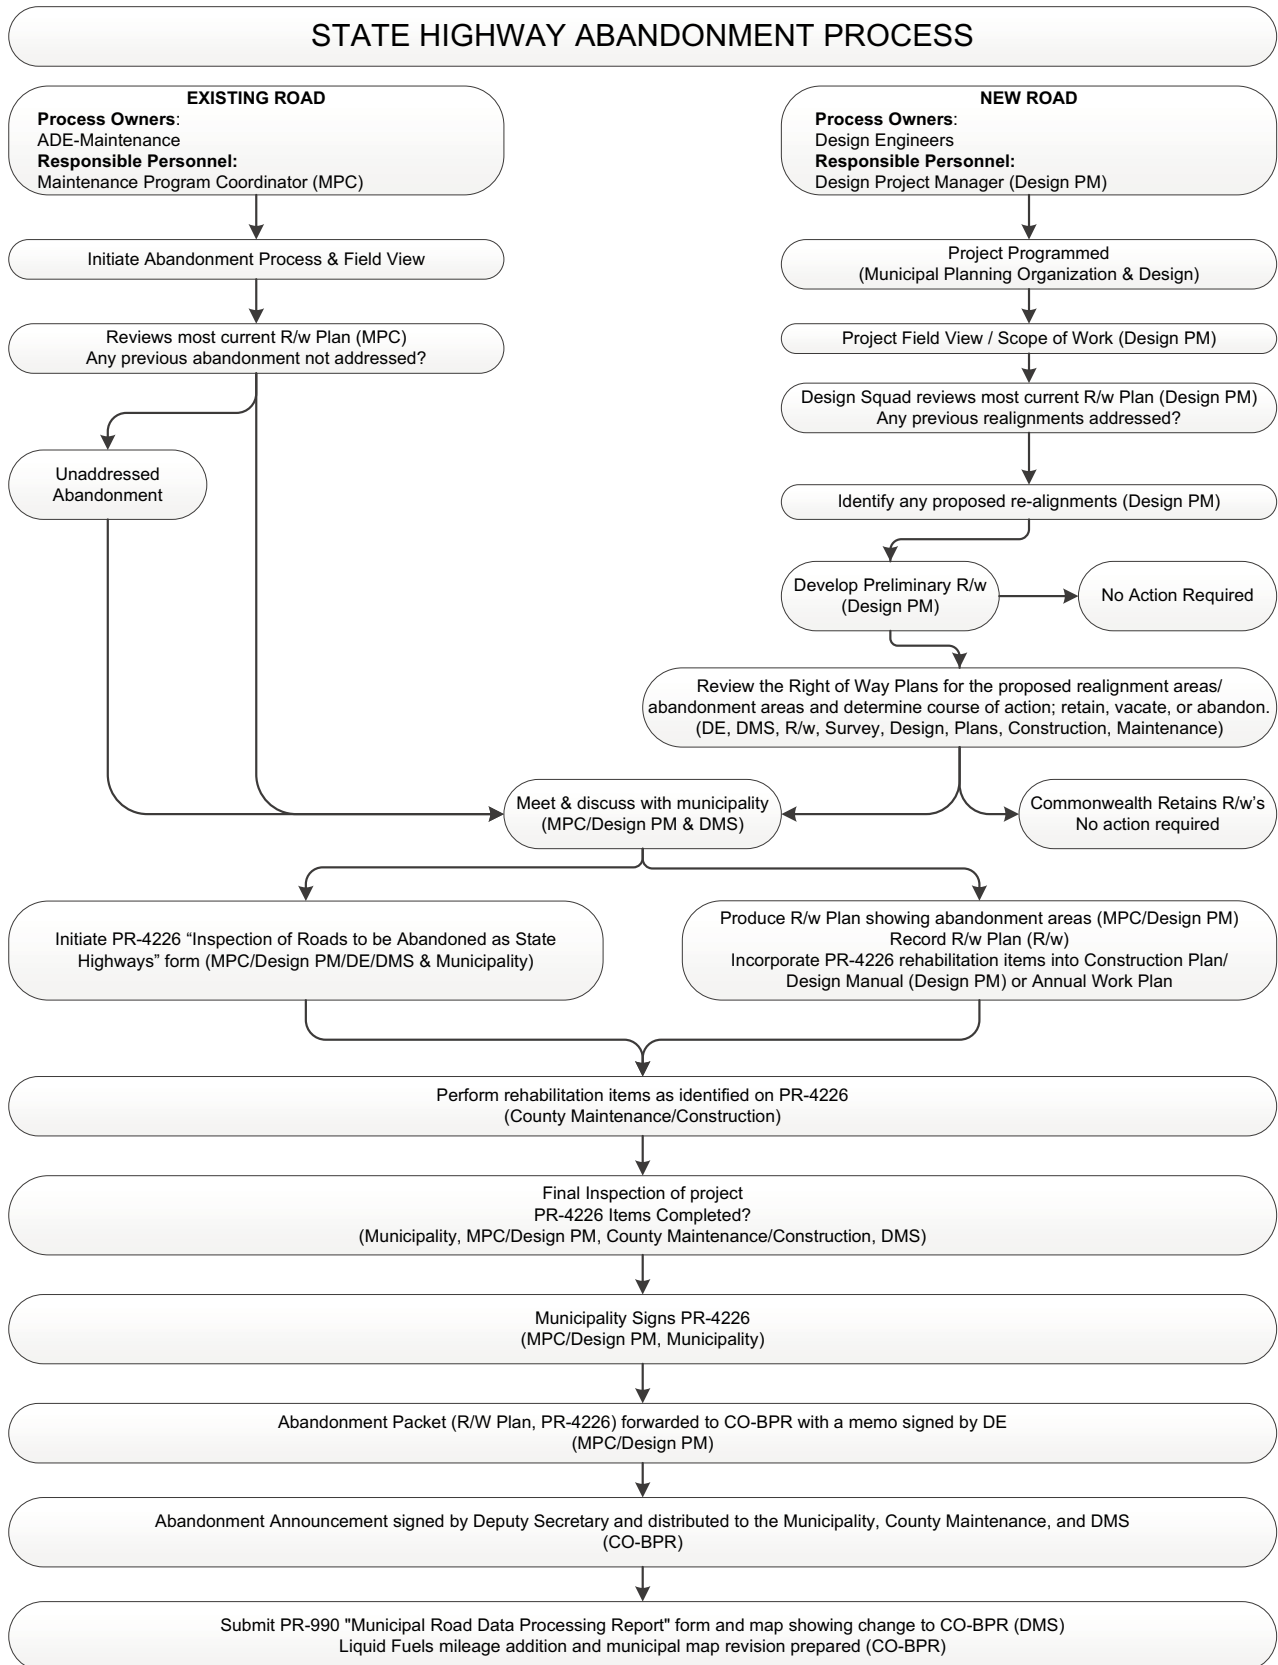 STATE HIGHWAY ABANDONMENT PROCESS
EXISTING ROAD
Process Owners:
ADE-Maintenance
Responsible Personnel:
Maintenance Program Coordinator (MPC)
NEW ROAD
Process Owners:
Design Engineers
Responsible Personnel:
Design Project Manager (Design PM)
Initiate Abandonment Process & Field View
Project Programmed
(Municipal Planning Organization & Design)
Reviews most current R/w Plan (MPC)
Any previous abandonment not addressed?
Project Field View / Scope of Work (Design PM)
Design Squad reviews most current R/w Plan (Design PM)
Any previous realignments addressed?
Unaddressed
Abandonment
Identify any proposed re-alignments (Design PM)
Develop Preliminary R/w
(Design PM)
No Action Required
Review the Right of Way Plans for the proposed realignment areas/
abandonment areas and determine course of action; retain, vacate, or abandon.
(DE, DMS, R/w, Survey, Design, Plans, Construction, Maintenance)
Meet & discuss with municipality
(MPC/Design PM & DMS)
Commonwealth Retains R/w's
No action required
Initiate PR-4226 “Inspection of Roads to be Abandoned as State
Highways” form (MPC/Design PM/DE/DMS & Municipality)
Produce R/w Plan showing abandonment areas (MPC/Design PM)
Record R/w Plan (R/w)
Incorporate PR-4226 rehabilitation items into Construction Plan/
Design Manual (Design PM) or Annual Work Plan
Perform rehabilitation items as identified on PR-4226
(County Maintenance/Construction)
Final Inspection of project
PR-4226 Items Completed?
(Municipality, MPC/Design PM, County Maintenance/Construction, DMS)
Municipality Signs PR-4226
(MPC/Design PM, Municipality)
Abandonment Packet (R/W Plan, PR-4226) forwarded to CO-BPR with a memo signed by DE
(MPC/Design PM)
Abandonment Announcement signed by Deputy Secretary and distributed to the Municipality, County Maintenance, and DMS
(CO-BPR)
Submit PR-990 "Municipal Road Data Processing Report" form and map showing change to CO-BPR (DMS)
Liquid Fuels mileage addition and municipal map revision prepared (CO-BPR)